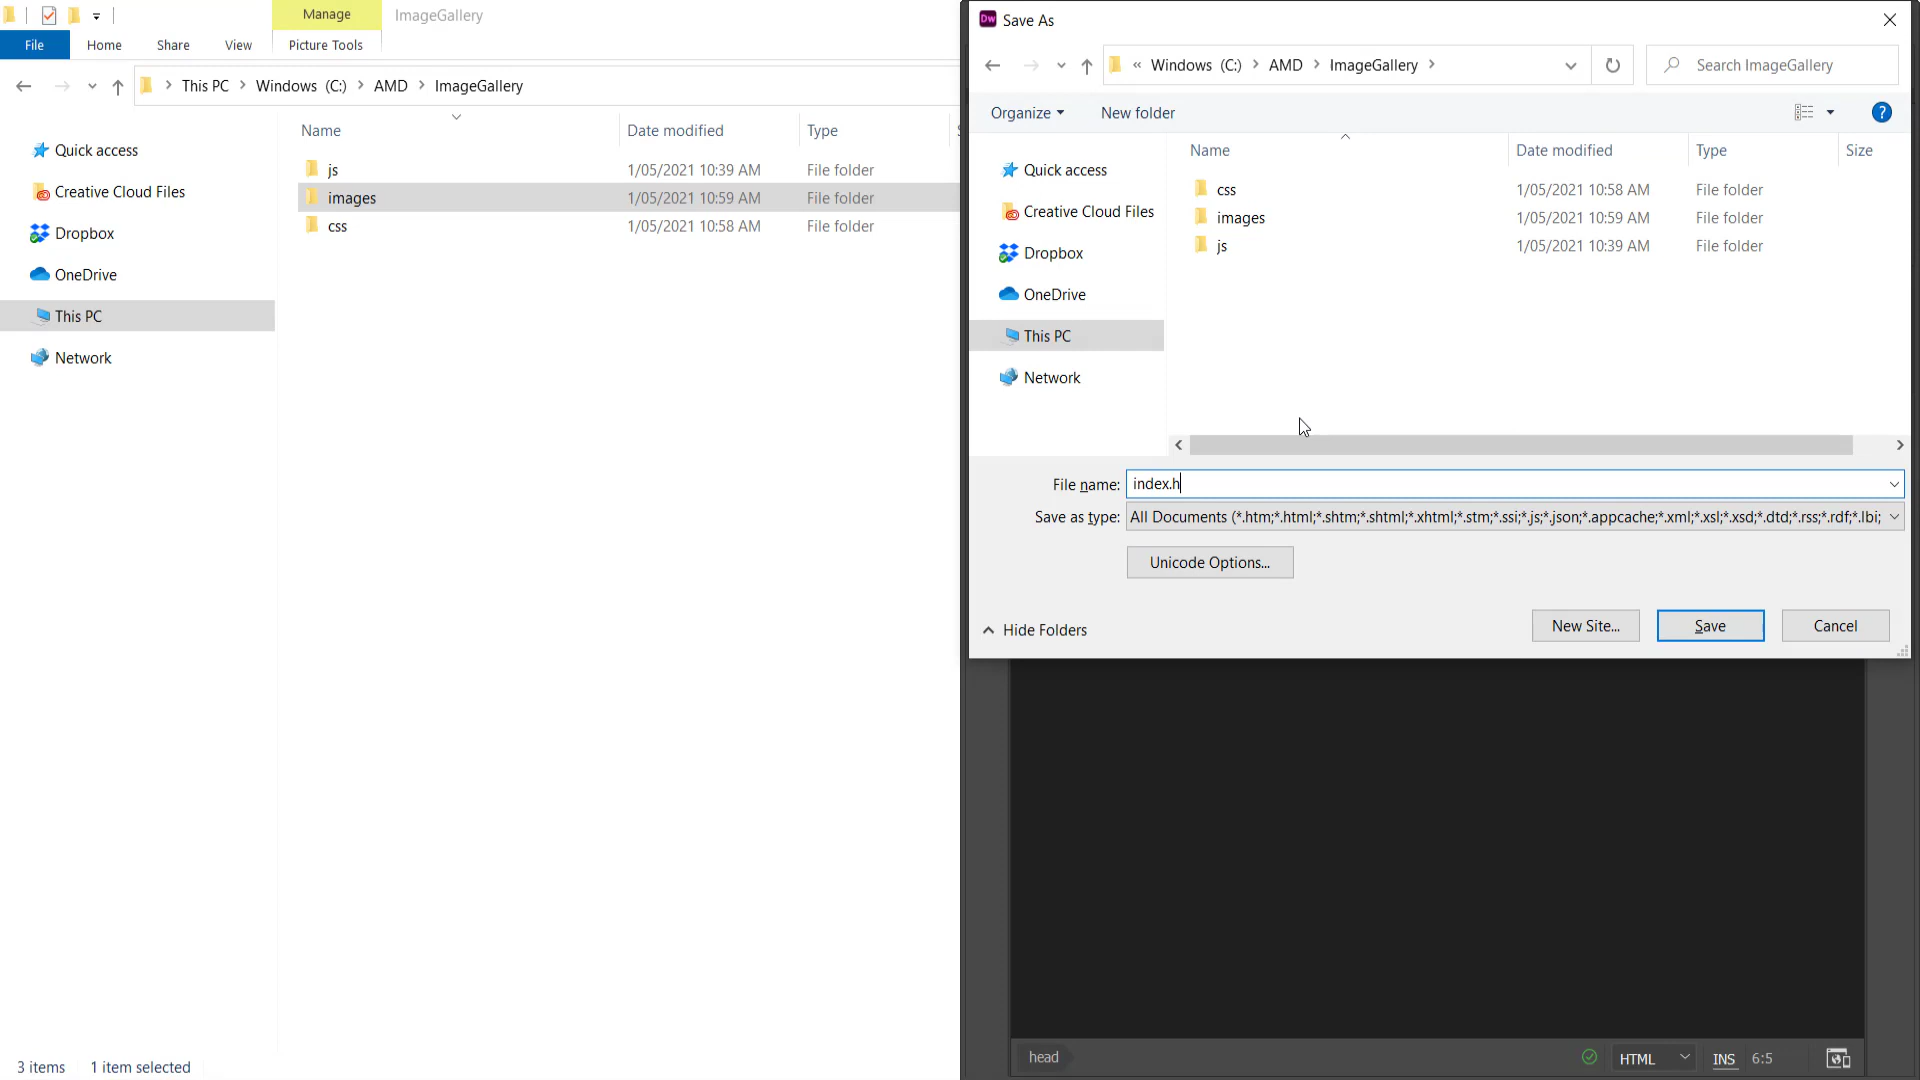 Manage
ImageGallery
File
Home
Share
View
Picture Tools
This PC
Windows (C:)
AMD
ImageGallery
Name
Date modified
Type
Quick access
Creative Cloud Files
Dropbox
OneDrive
This PC
Network
js
1/05/2021 10:39 AM
File folder
images
1/05/2021 10:59 AM
File folder
css
1/05/2021 10:58 AM
File folder
3 items
1 item selected
Dw Save As
« Windows (C:)
AMD
ImageGallery
Search ImageGallery
Organize
New folder
?
Name
Date modified
Type
Size
Quick access
Creative Cloud Files
Dropbox
OneDrive
This PC
Network
css
1/05/2021 10:58 AM
File folder
images
1/05/2021 10:59 AM
File folder
js
1/05/2021 10:39 AM
File folder
File name:
index.h
Save as type:
All Documents (*.htm;*.html;*.shtm;*.shtml;*.xhtml;*.stm;*.ssi;*.js;*.json;*.appcache;*.xml;*.xsl;*.xsd;*.dtd;*.rss;*.rdf;*.lbi;
Unicode Options...
Hide Folders
New Site...
Save
Cancel
head
HTML
INS
6:5